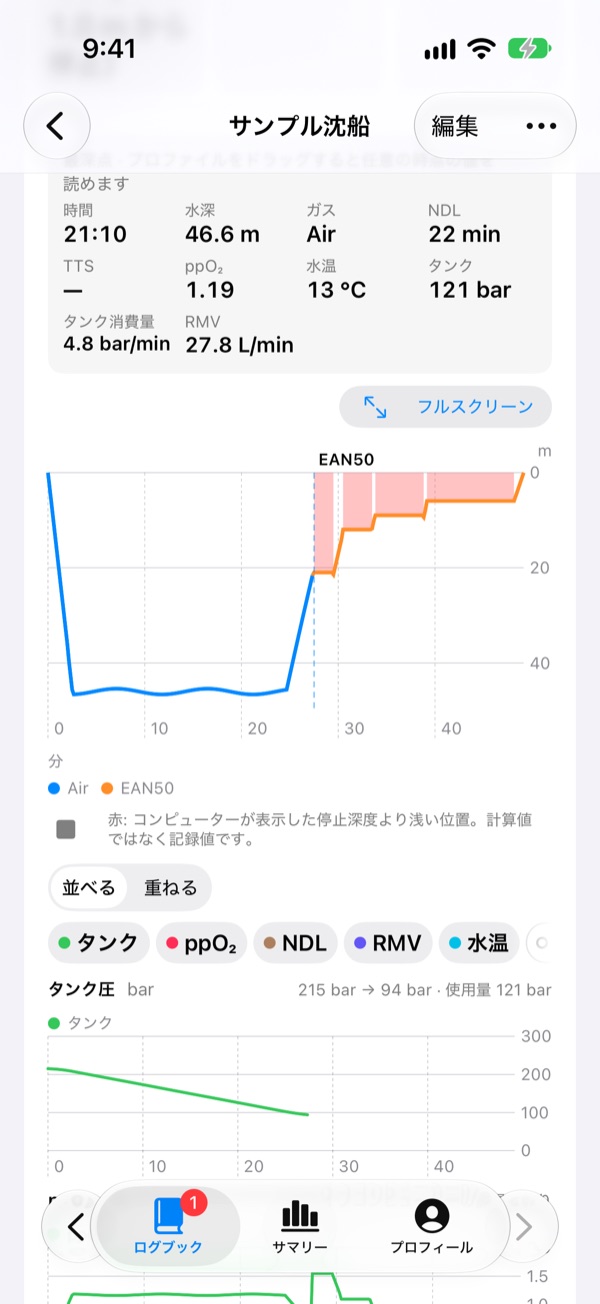 9:41
サンプル沈船
編集
読めます
時間 水深 ガス NDL
21:10 46.6 m Air 22 min
TTS ppO₂ 水温 タンク
— 1.19 13 °C 121 bar
タンク消費量 RMV
4.8 bar/min 27.8 L/min
フルスクリーン
EAN50
m
0
20
40
0 10 20 30 40
分
Air EAN50
赤: コンピューターが表示した停止深度より浅い位置。計算値
ではなく記録値です。
並べる 重ねる
タンク ppO₂ NDL RMV 水温
タンク圧 bar 215 bar → 94 bar · 使用量 121 bar
タンク
300
200
100
0
0 10 20 30 40
1
ログブック サマリー プロフィール
1.5